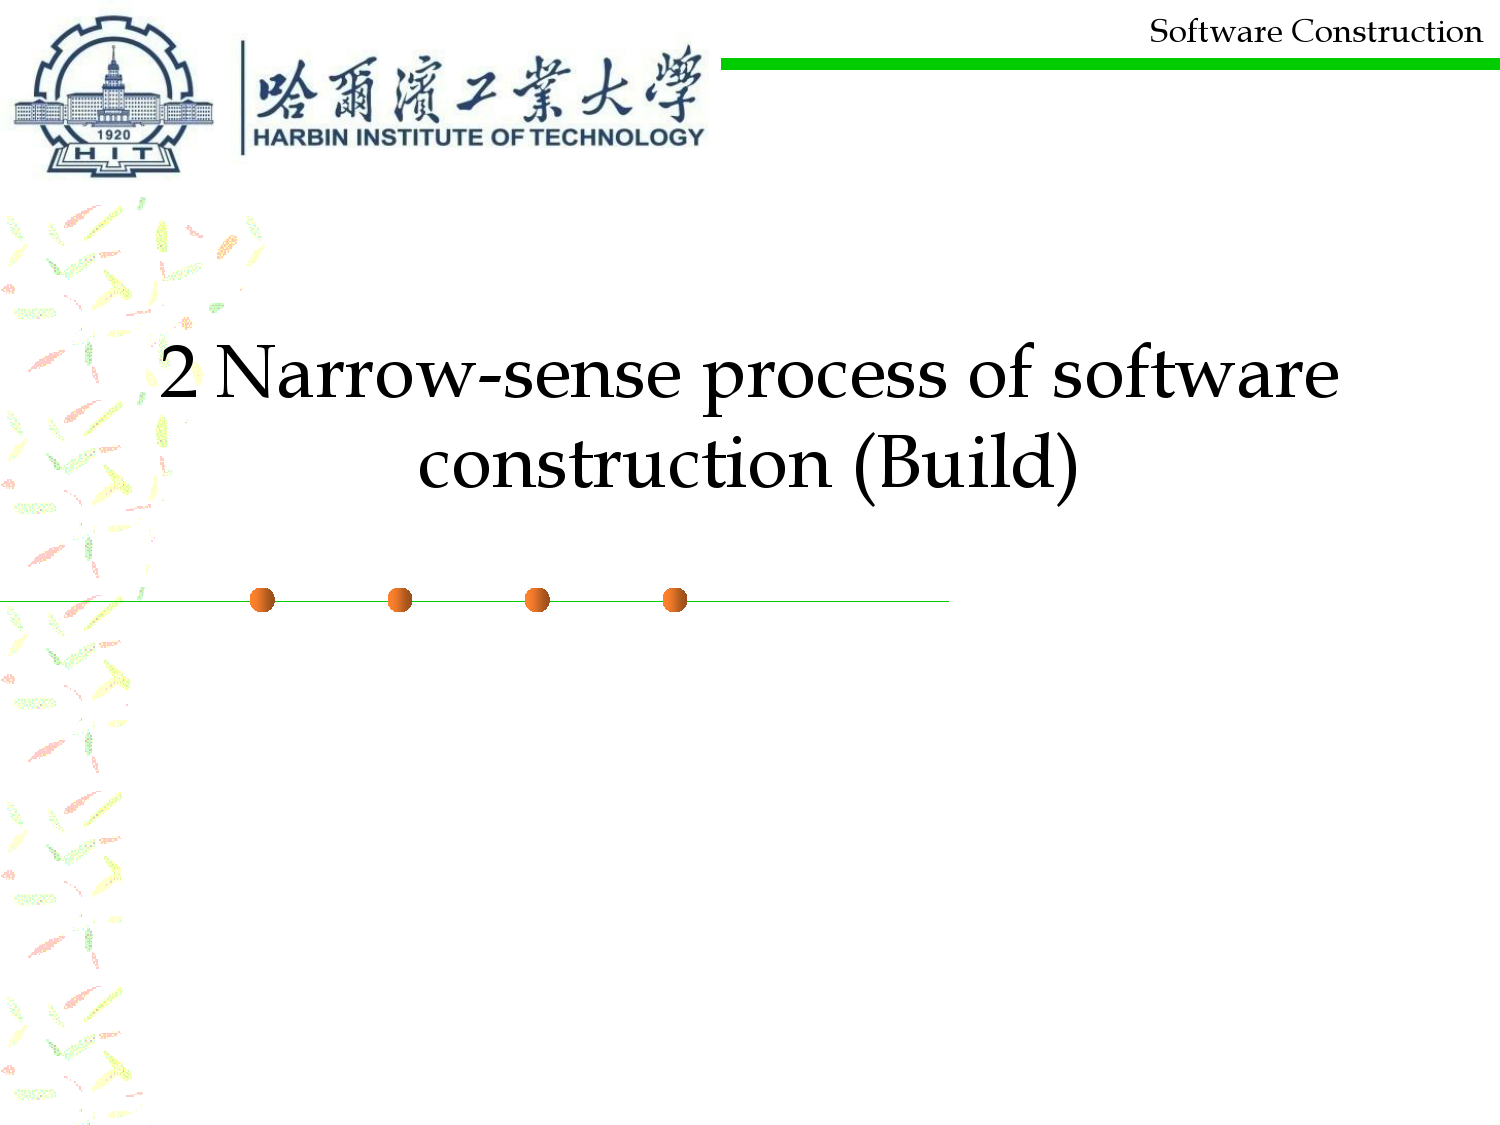 Software Construction
哈爾濱工業大學
HARBIN INSTITUTE OF TECHNOLOGY
1920
HIT
2 Narrow-sense process of software
construction (Build)